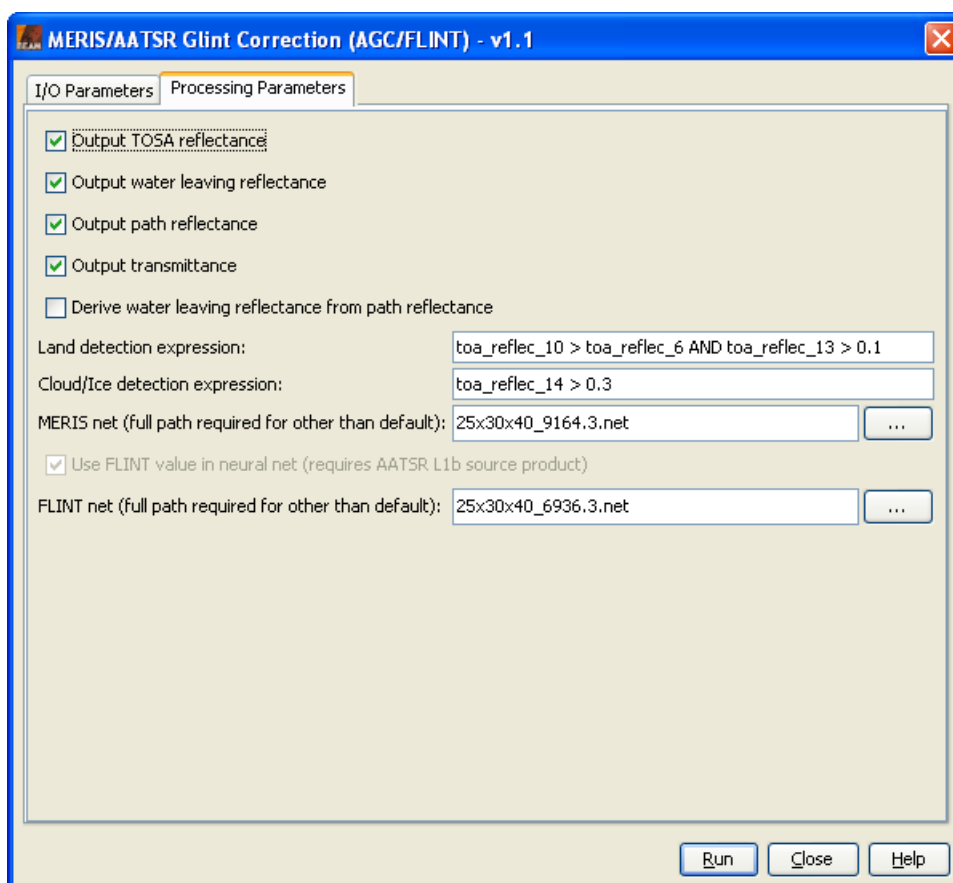 MERIS/AATSR Glint Correction (AGC/FLINT) - v1.1
I/O Parameters Processing Parameters
Output TOSA reflectance
Output water leaving reflectance
Output path reflectance
Output transmittance
Derive water leaving reflectance from path reflectance
Land detection expression: toa_reflec_10 > toa_reflec_6 AND toa_reflec_13 > 0.1
Cloud/Ice detection expression: toa_reflec_14 > 0.3
MERIS net (full path required for other than default): 25x30x40_9164.3.net ...
Use FLINT value in neural net (requires AATSR L1b source product)
FLINT net (full path required for other than default): 25x30x40_6936.3.net ...
Run Close Help